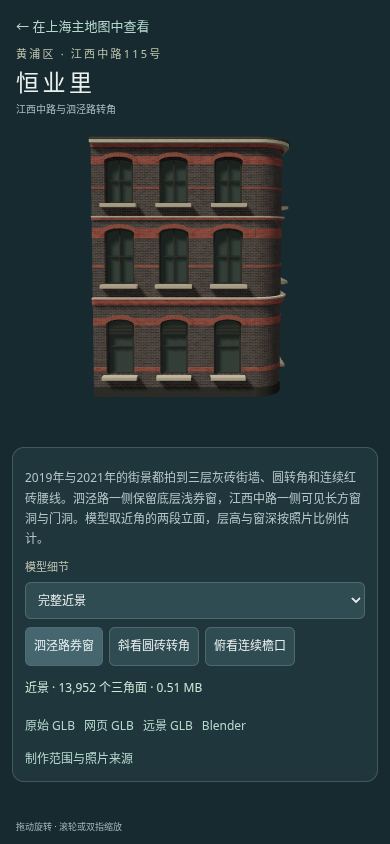 ← 在上海主地图中查看
黄浦区 · 江西中路115号
恒业里
江西中路与泗泾路转角
2019年与2021年的街景都拍到三层灰砖街墙、圆转角和连续红
砖腰线。泗泾路一侧保留底层浅券窗，江西中路一侧可见长方窗
洞与门洞。模型取近角的两段立面，层高与窗深按照片比例估
计。
模型细节
完整近景
泗泾路券窗 斜看圆砖转角 俯看连续檐口
近景 · 13,952 个三角面 · 0.51 MB
原始 GLB 网页 GLB 远景 GLB Blender
制作范围与照片来源
拖动旋转 · 滚轮或双指缩放